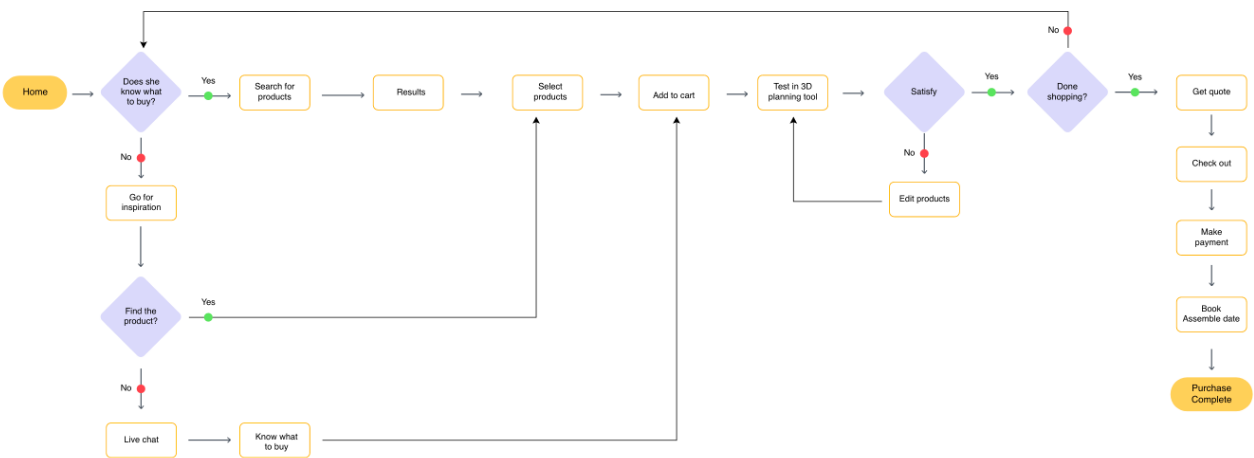 No
Home
Does she
know what
to buy?
Yes
Search for
products
Results
Select
products
Add to cart
Test in 3D
planning tool
Satisfy
Yes
Done
shopping?
Yes
Get quote
No
Go for
inspiration
No
Edit products
Check out
Make
payment
Find the
product?
Yes
Book
Assemble date
No
Live chat
Know what
to buy
Purchase
Complete